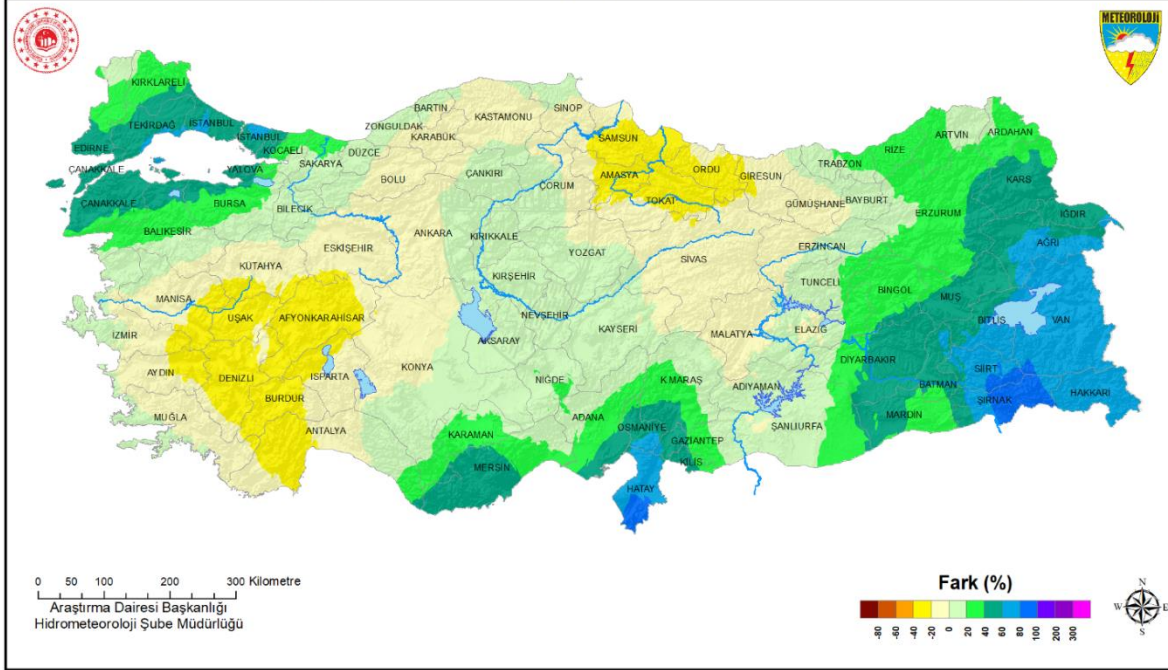 METEOROLOJİ
KIRKLARELİ
TEKİRDAĞ
İSTANBUL
İSTANBUL
EDİRNE
KOCAELİ
ÇANAKKALE
YALOVA
SAKARYA
DÜZCE
ZONGULDAK
BARTIN
KARABÜK
KASTAMONU
SİNOP
SAMSUN
ORDU
GİRESUN
TRABZON
RİZE
ARTVİN
ARDAHAN
ÇANAKKALE
BURSA
BİLECİK
BOLU
ÇANKIRI
ÇORUM
AMASYA
TOKAT
GÜMÜŞHANE
BAYBURT
ERZURUM
KARS
IĞDIR
BALIKESİR
ESKİŞEHİR
ANKARA
KIRIKKALE
YOZGAT
SİVAS
ERZİNCAN
AĞRI
KÜTAHYA
KIRŞEHİR
TUNCELİ
BİNGÖL
MUŞ
MANİSA
UŞAK
AFYONKARAHİSAR
NEVŞEHİR
KAYSERİ
MALATYA
ELAZIĞ
BİTLİS
VAN
İZMİR
AKSARAY
DİYARBAKIR
AYDIN
DENİZLİ
ISPARTA
KONYA
NİĞDE
K.MARAŞ
ADIYAMAN
BATMAN
SİİRT
ŞIRNAK
HAKKARİ
MUĞLA
BURDUR
ANTALYA
KARAMAN
ADANA
OSMANİYE
GAZİANTEP
ŞANLIURFA
MARDİN
MERSİN
KİLİS
HATAY
0 50 100 200 300 Kilometre
Araştırma Dairesi Başkanlığı
Hidrometeoroloji Şube Müdürlüğü
Fark (%)
-80 -60 -40 -20 0 20 40 60 80 100 200 300
N
W E
S